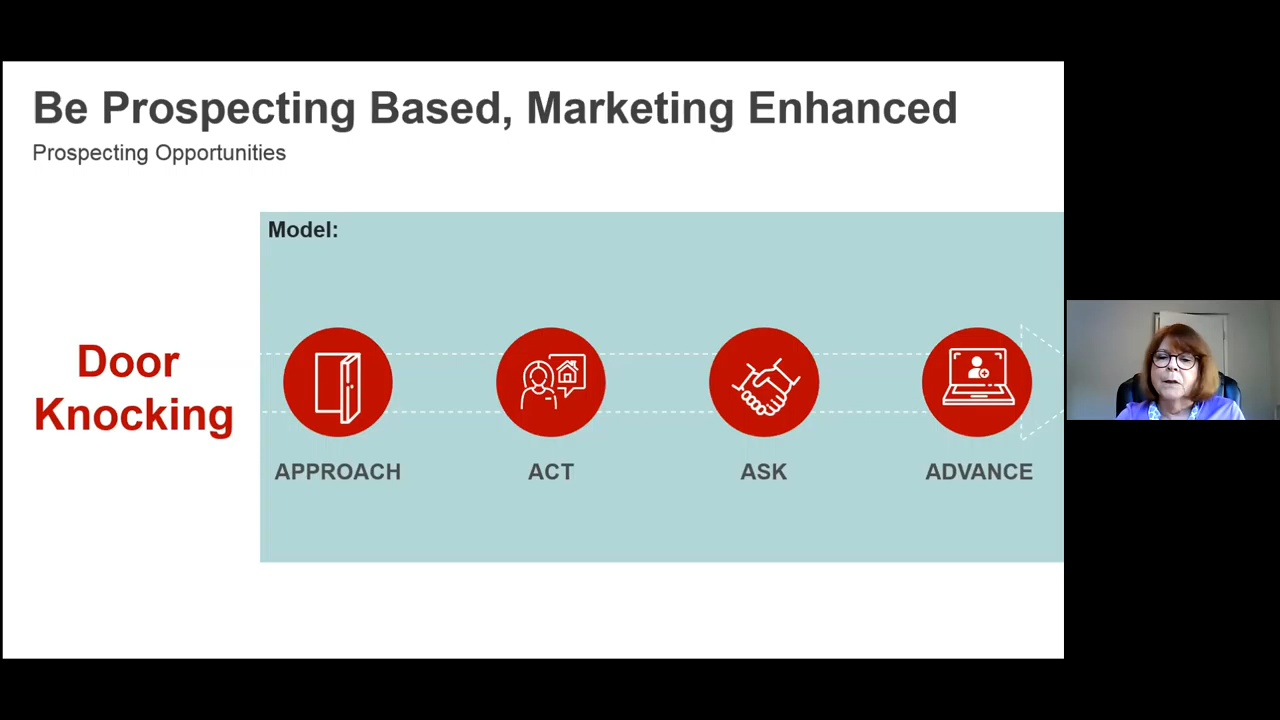 Be Prospecting Based, Marketing Enhanced
Prospecting Opportunities
Model:
Door
Knocking
APPROACH
ACT
ASK
ADVANCE